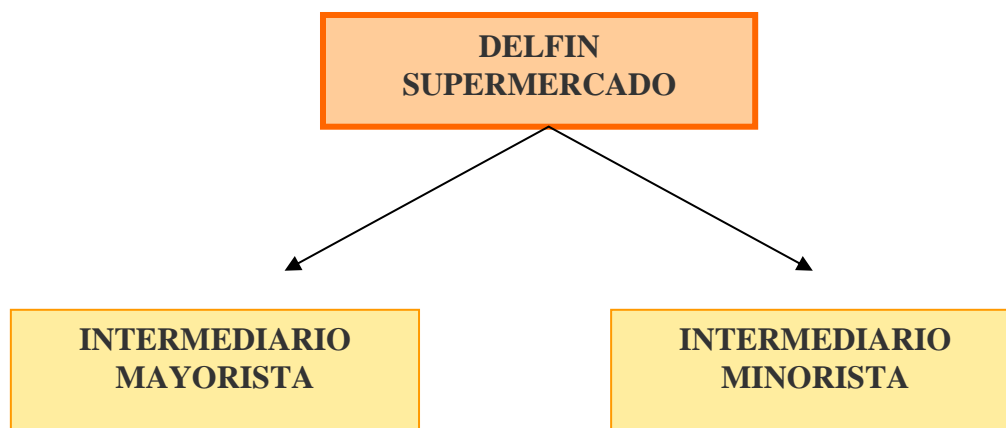 DELFIN
SUPERMERCADO
INTERMEDIARIO
MAYORISTA
INTERMEDIARIO
MINORISTA